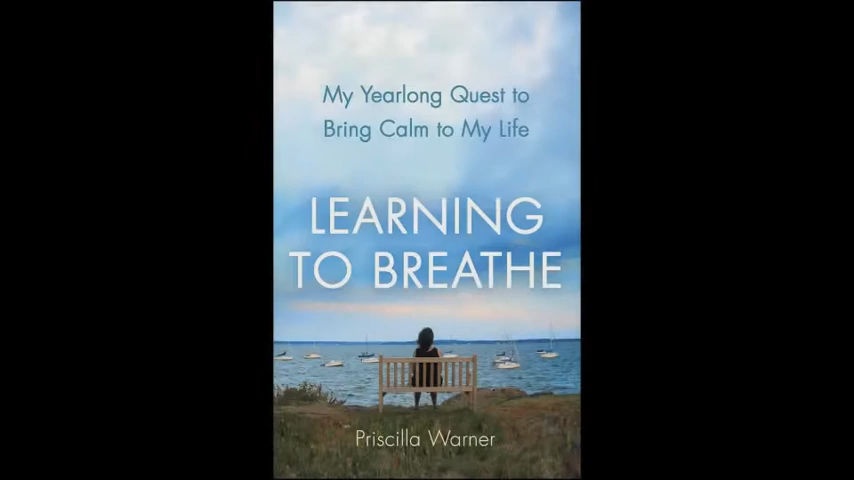 My Yearlong Quest to
Bring Calm to My Life
LEARNING
TO BREATHE
Priscilla Warner